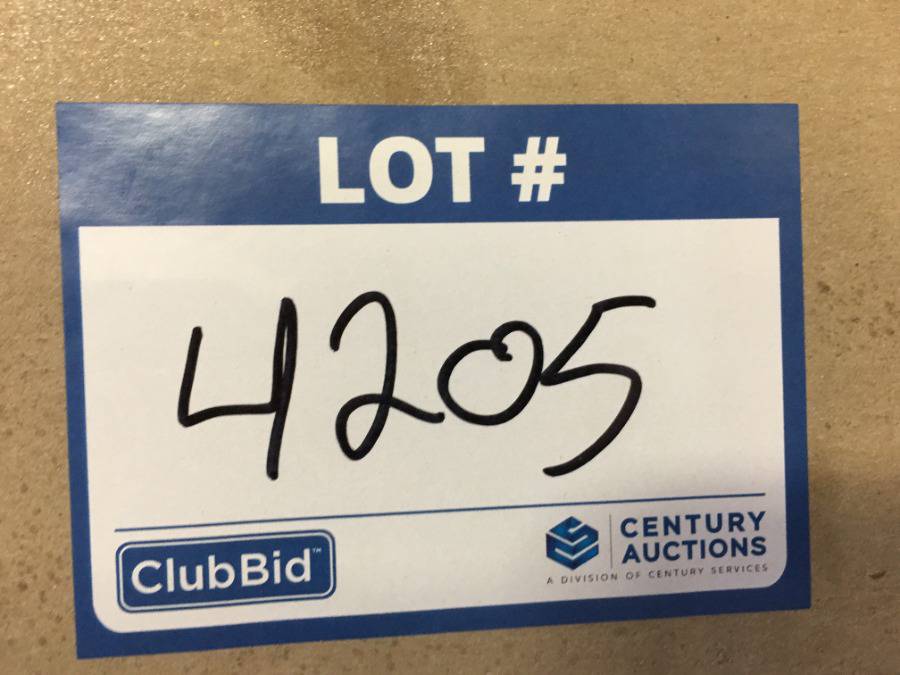 LOT #
4205
ClubBid™
CENTURY
AUCTIONS
A DIVISION OF CENTURY SERVICES